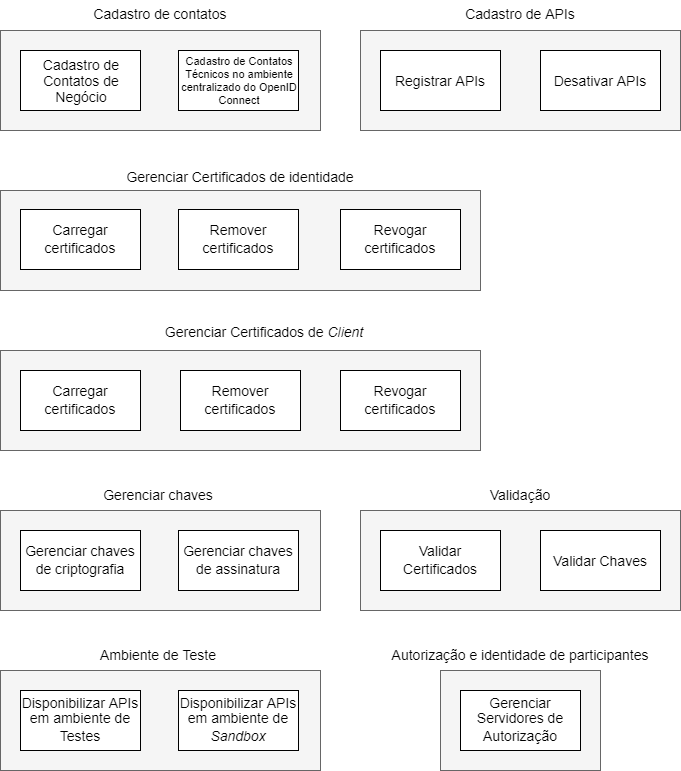 Cadastro de contatos
Cadastro de
Contatos de
Negócio
Cadastro de Contatos
Técnicos no ambiente
centralizado do OpenID
Connect
Cadastro de APIs
Registrar APIs
Desativar APIs
Gerenciar Certificados de identidade
Carregar
certificados
Remover
certificados
Revogar
certificados
Gerenciar Certificados de Client
Carregar
certificados
Remover
certificados
Revogar
certificados
Gerenciar chaves
Gerenciar chaves
de criptografia
Gerenciar chaves
de assinatura
Validação
Validar
Certificados
Validar Chaves
Ambiente de Teste
Disponibilizar APIs
em ambiente de
Testes
Disponibilizar APIs
em ambiente de
Sandbox
Autorização e identidade de participantes
Gerenciar
Servidores de
Autorização